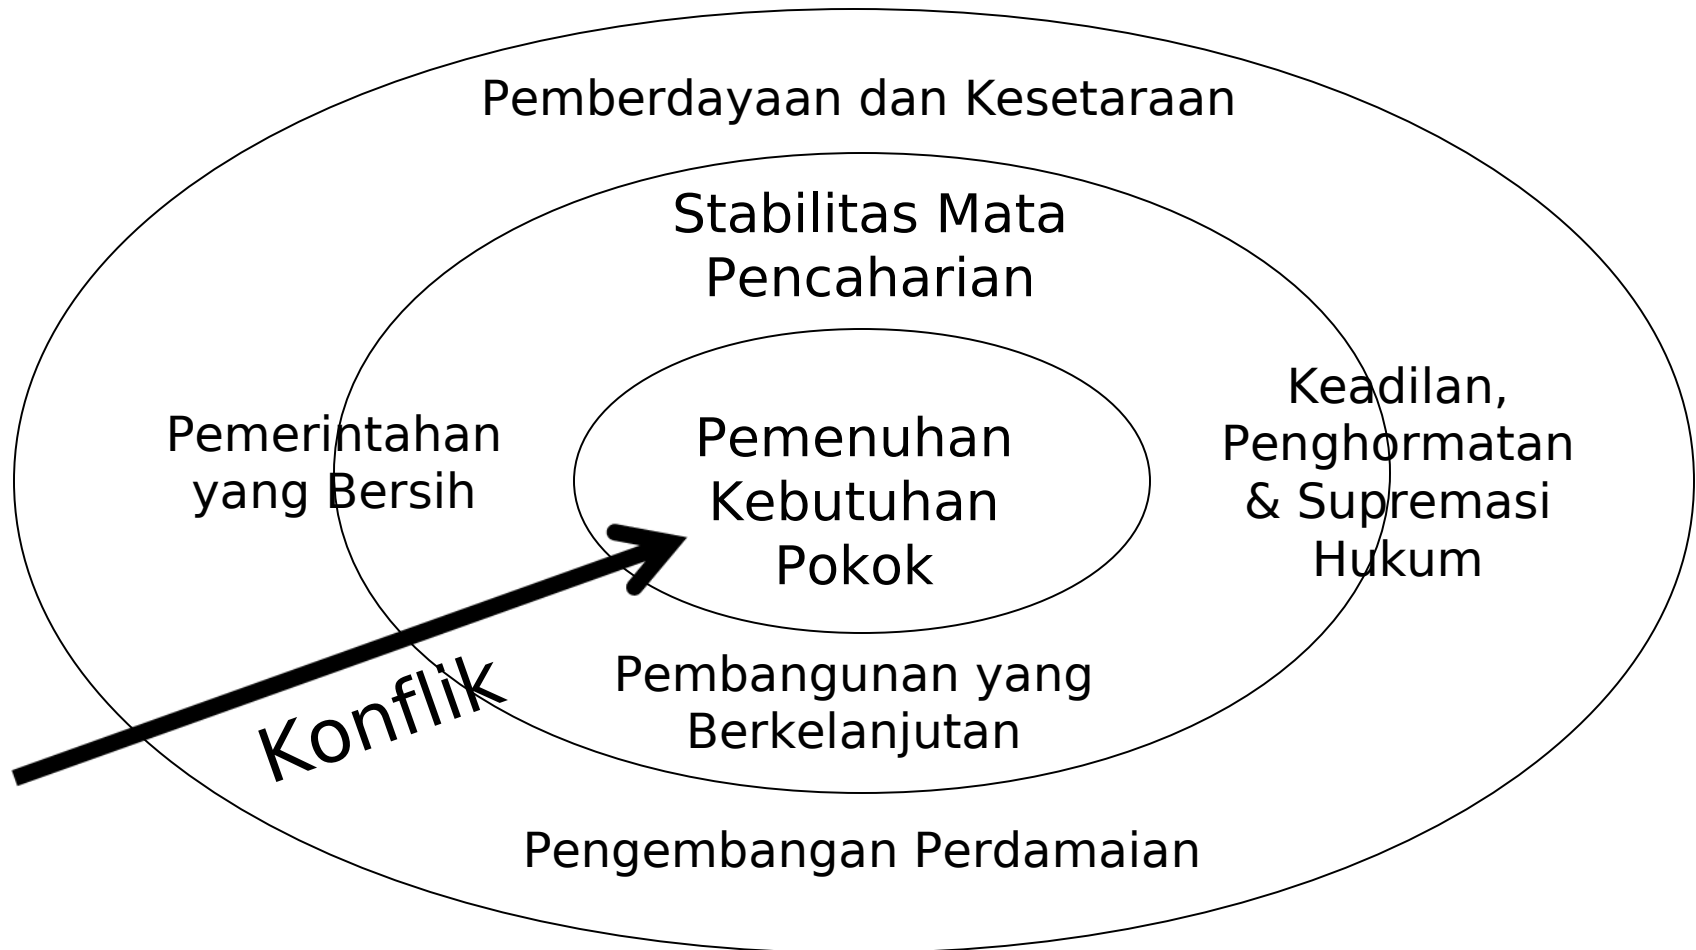 Pemberdayaan dan Kesetaraan
Stabilitas Mata
Pencaharian
Pemerintahan
yang Bersih
Pemenuhan
Kebutuhan
Pokok
Keadilan,
Penghormatan
& Supremasi
Hukum
Konflik
Pembangunan yang
Berkelanjutan
Pengembangan Perdamaian